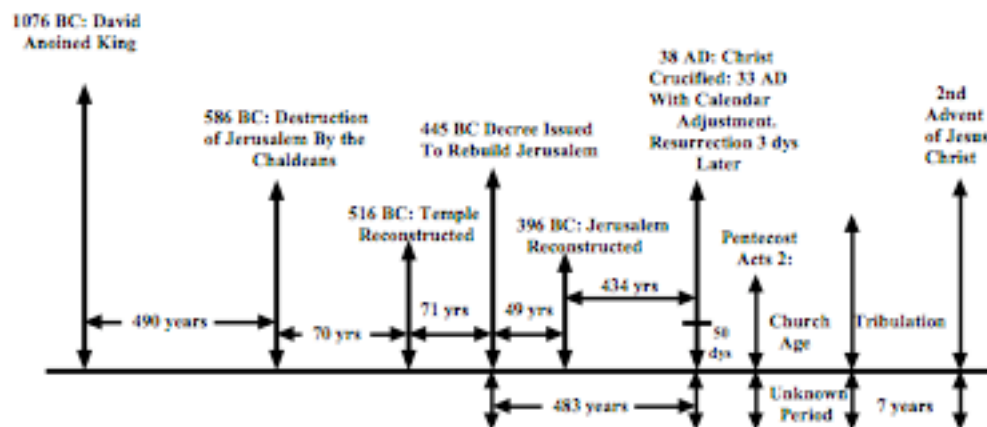 1076 BC: David
Anoined King
586 BC: Destruction
of Jerusalem By the
Chaldeans
516 BC: Temple
Reconstructed
445 BC Decree Issued
To Rebuild Jerusalem
396 BC: Jerusalem
Reconstructed
38 AD: Christ
Crucified: 33 AD
With Calendar
Adjustment.
Resurrection 3 dys
Later
Pentecost
Acts 2:
2nd
Advent
of Jesus
Christ
490 years
70 yrs
71 yrs
49 yrs
434 yrs
50
dys
Church
Age
Tribulation
483 years
Unknown
Period
7 years